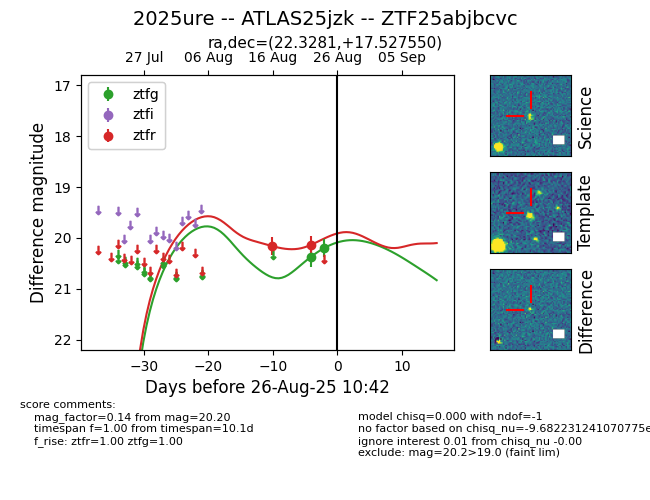 2025ure -- ATLAS25jzk -- ZTF25abjbcvc
ra,dec=(22.3281,+17.527550)
27 Jul 06 Aug 16 Aug 26 Aug 05 Sep
ztfg
ztfi
ztfr
17
18
19
20
21
22
Difference magnitude
−30 −20 −10 0 10
Days before 26-Aug-25 10:42
Science
Template
Difference
score comments:
mag_factor=0.14 from mag=20.20
timespan f=1.00 from timespan=10.1d
f_rise: ztfr=1.00 ztfg=1.00
model chisq=0.000 with ndof=-1
no factor based on chisq_nu=-9.682231241070775e
ignore interest 0.01 from chisq_nu -0.00
exclude: mag=20.2>19.0 (faint lim)